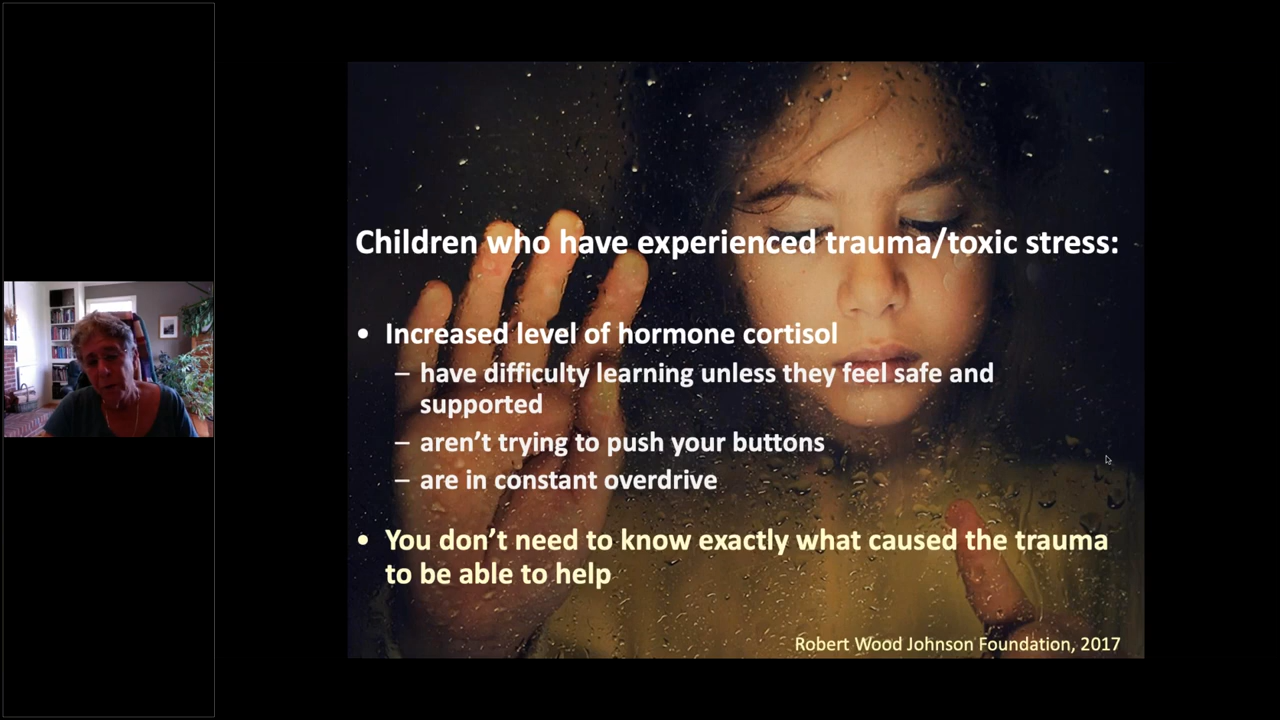 Children who have experienced trauma/toxic stress:
• Increased level of hormone cortisol
– have difficulty learning unless they feel safe and
supported
– aren’t trying to push your buttons
– are in constant overdrive
• You don’t need to know exactly what caused the trauma
to be able to help
Robert Wood Johnson Foundation, 2017